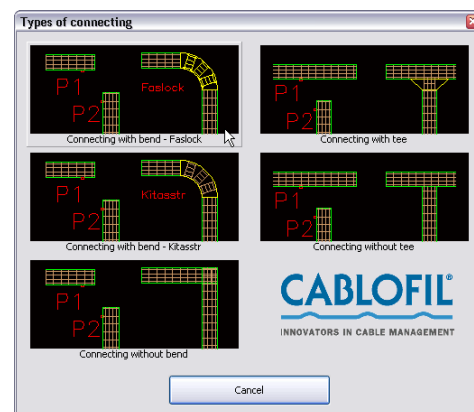 Types of connecting
P1
P2
Faslock
Connecting with bend - Faslock
P1
P2
Connecting with tee
P1
P2
Kitasstr
Connecting with bend - Kitasstr
P1
P2
Connecting without tee
P1
P2
Connecting without bend
CABLOFIL®
INNOVATORS IN CABLE MANAGEMENT
Cancel